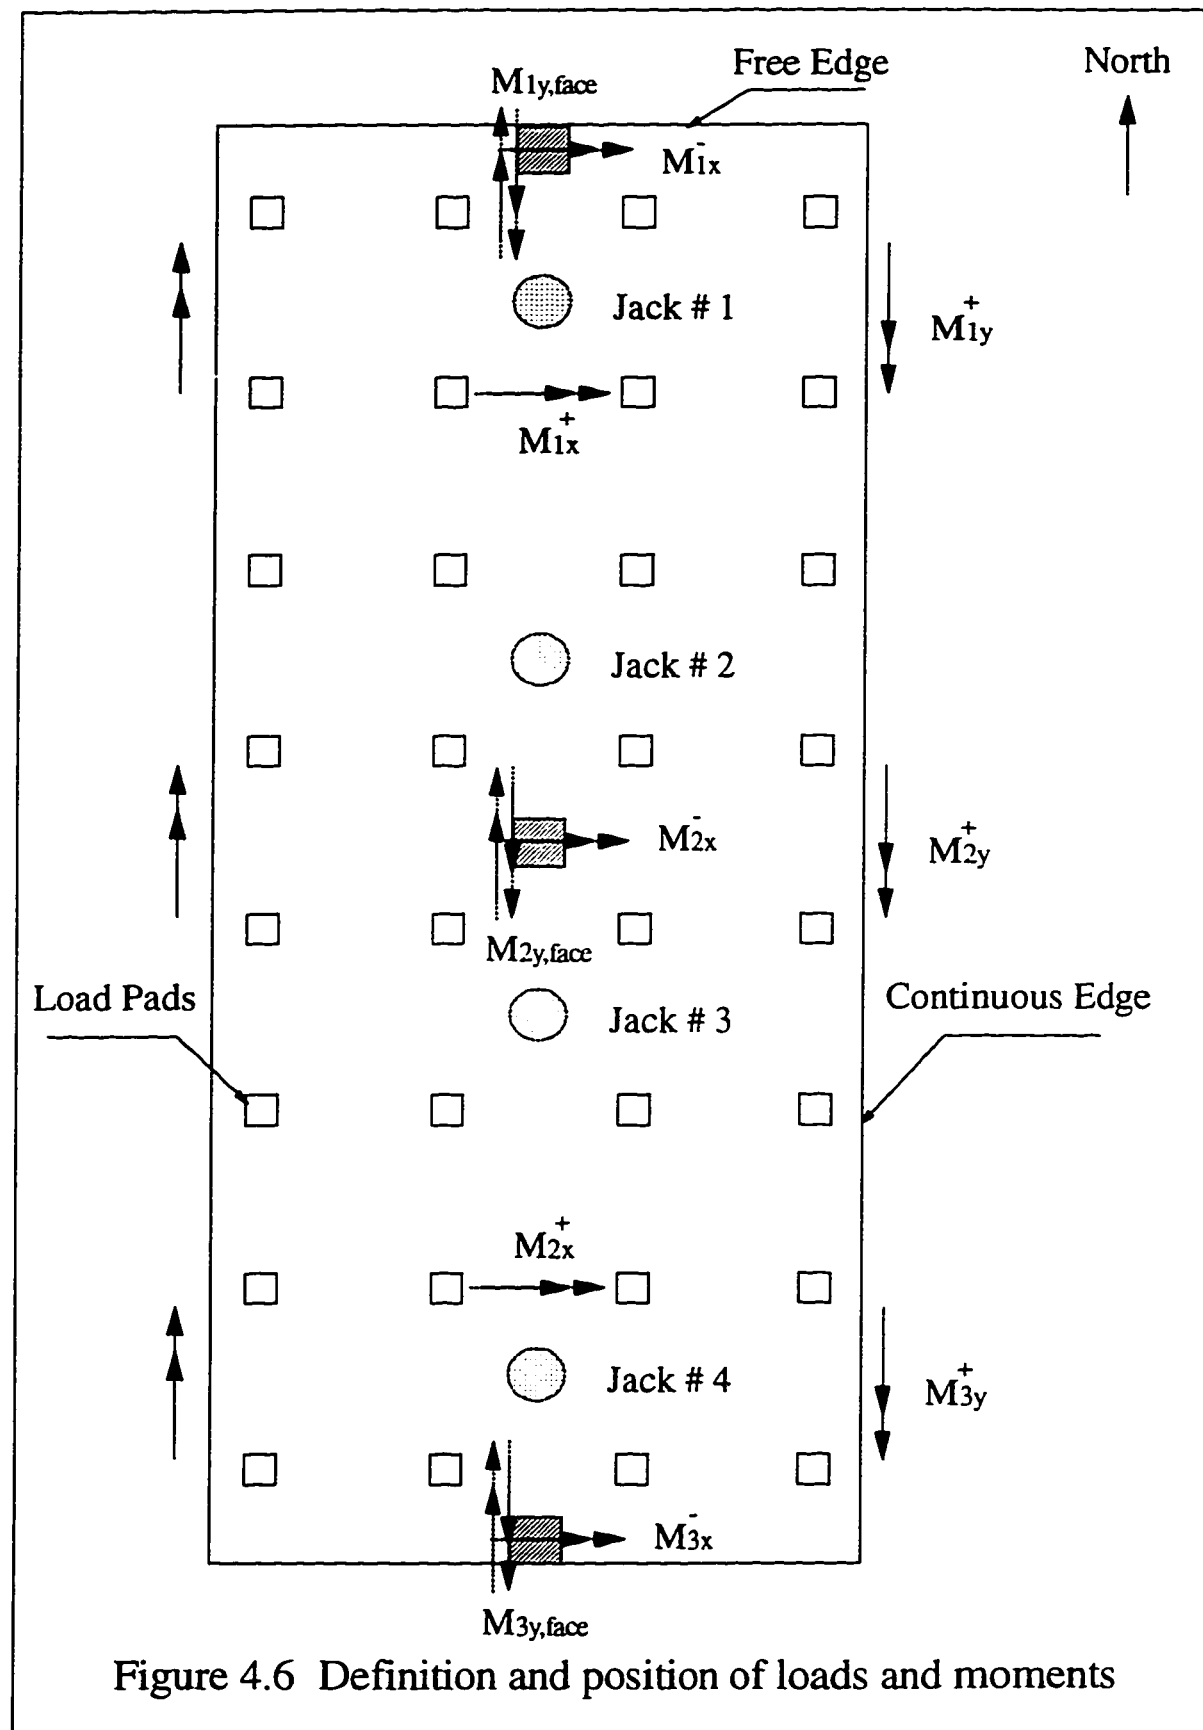 Free Edge
North
M1y,face
M1x-
Jack # 1
M1y+
M1x+
Jack # 2
M2x-
M2y+
M2y,face
Load Pads
Continuous Edge
Jack # 3
M2x+
Jack # 4
M3y+
M3x-
M3y,face
Figure 4.6 Definition and position of loads and moments